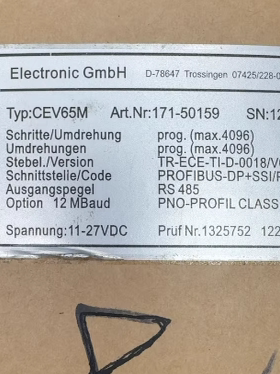 Electronic GmbH D-78647 Trossingen 07425/228-0
Typ:CEV65M Art.Nr:171-50159 SN:12
Schritte/Umdrehung prog. (max.4096)
Umdrehungen prog. (max.4096)
Stebel./Version TR-ECE-TI-D-0018/V
Schnittstelle/Code PROFIBUS-DP+SSI/
Ausgangspegel RS 485
Option 12 MBaud PNO-PROFIL CLASS
Spannung:11-27VDC Pruf Nr.1325752 122